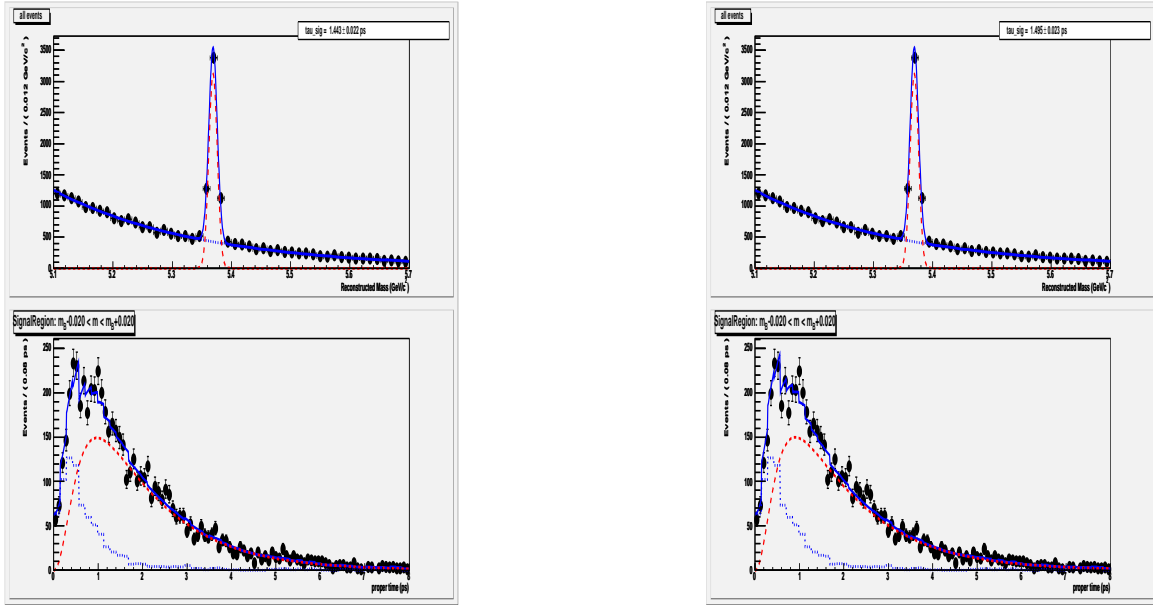 all events
tau_sig = 1.443 ± 0.022 ps
Events / ( 0.012 GeV/c² )
3500
3000
2500
2000
1500
1000
500
0
5.1 5.2 5.3 5.4 5.5 5.6 5.7
Reconstructed Mass (GeV/c
SignalRegion: m_B-0.020 < m < m_B+0.020
Events / ( 0.08 ps )
250
200
150
100
50
0
0 1 2 3 4 5 6 7 8
proper time (ps)
all events
tau_sig = 1.495 ± 0.023 ps
Events / ( 0.012 GeV/c² )
3500
3000
2500
2000
1500
1000
500
0
5.1 5.2 5.3 5.4 5.5 5.6 5.7
Reconstructed Mass (GeV/c
SignalRegion: m_B-0.020 < m < m_B+0.020
Events / ( 0.08 ps )
250
200
150
100
50
0
0 1 2 3 4 5 6 7 8
proper time (ps)